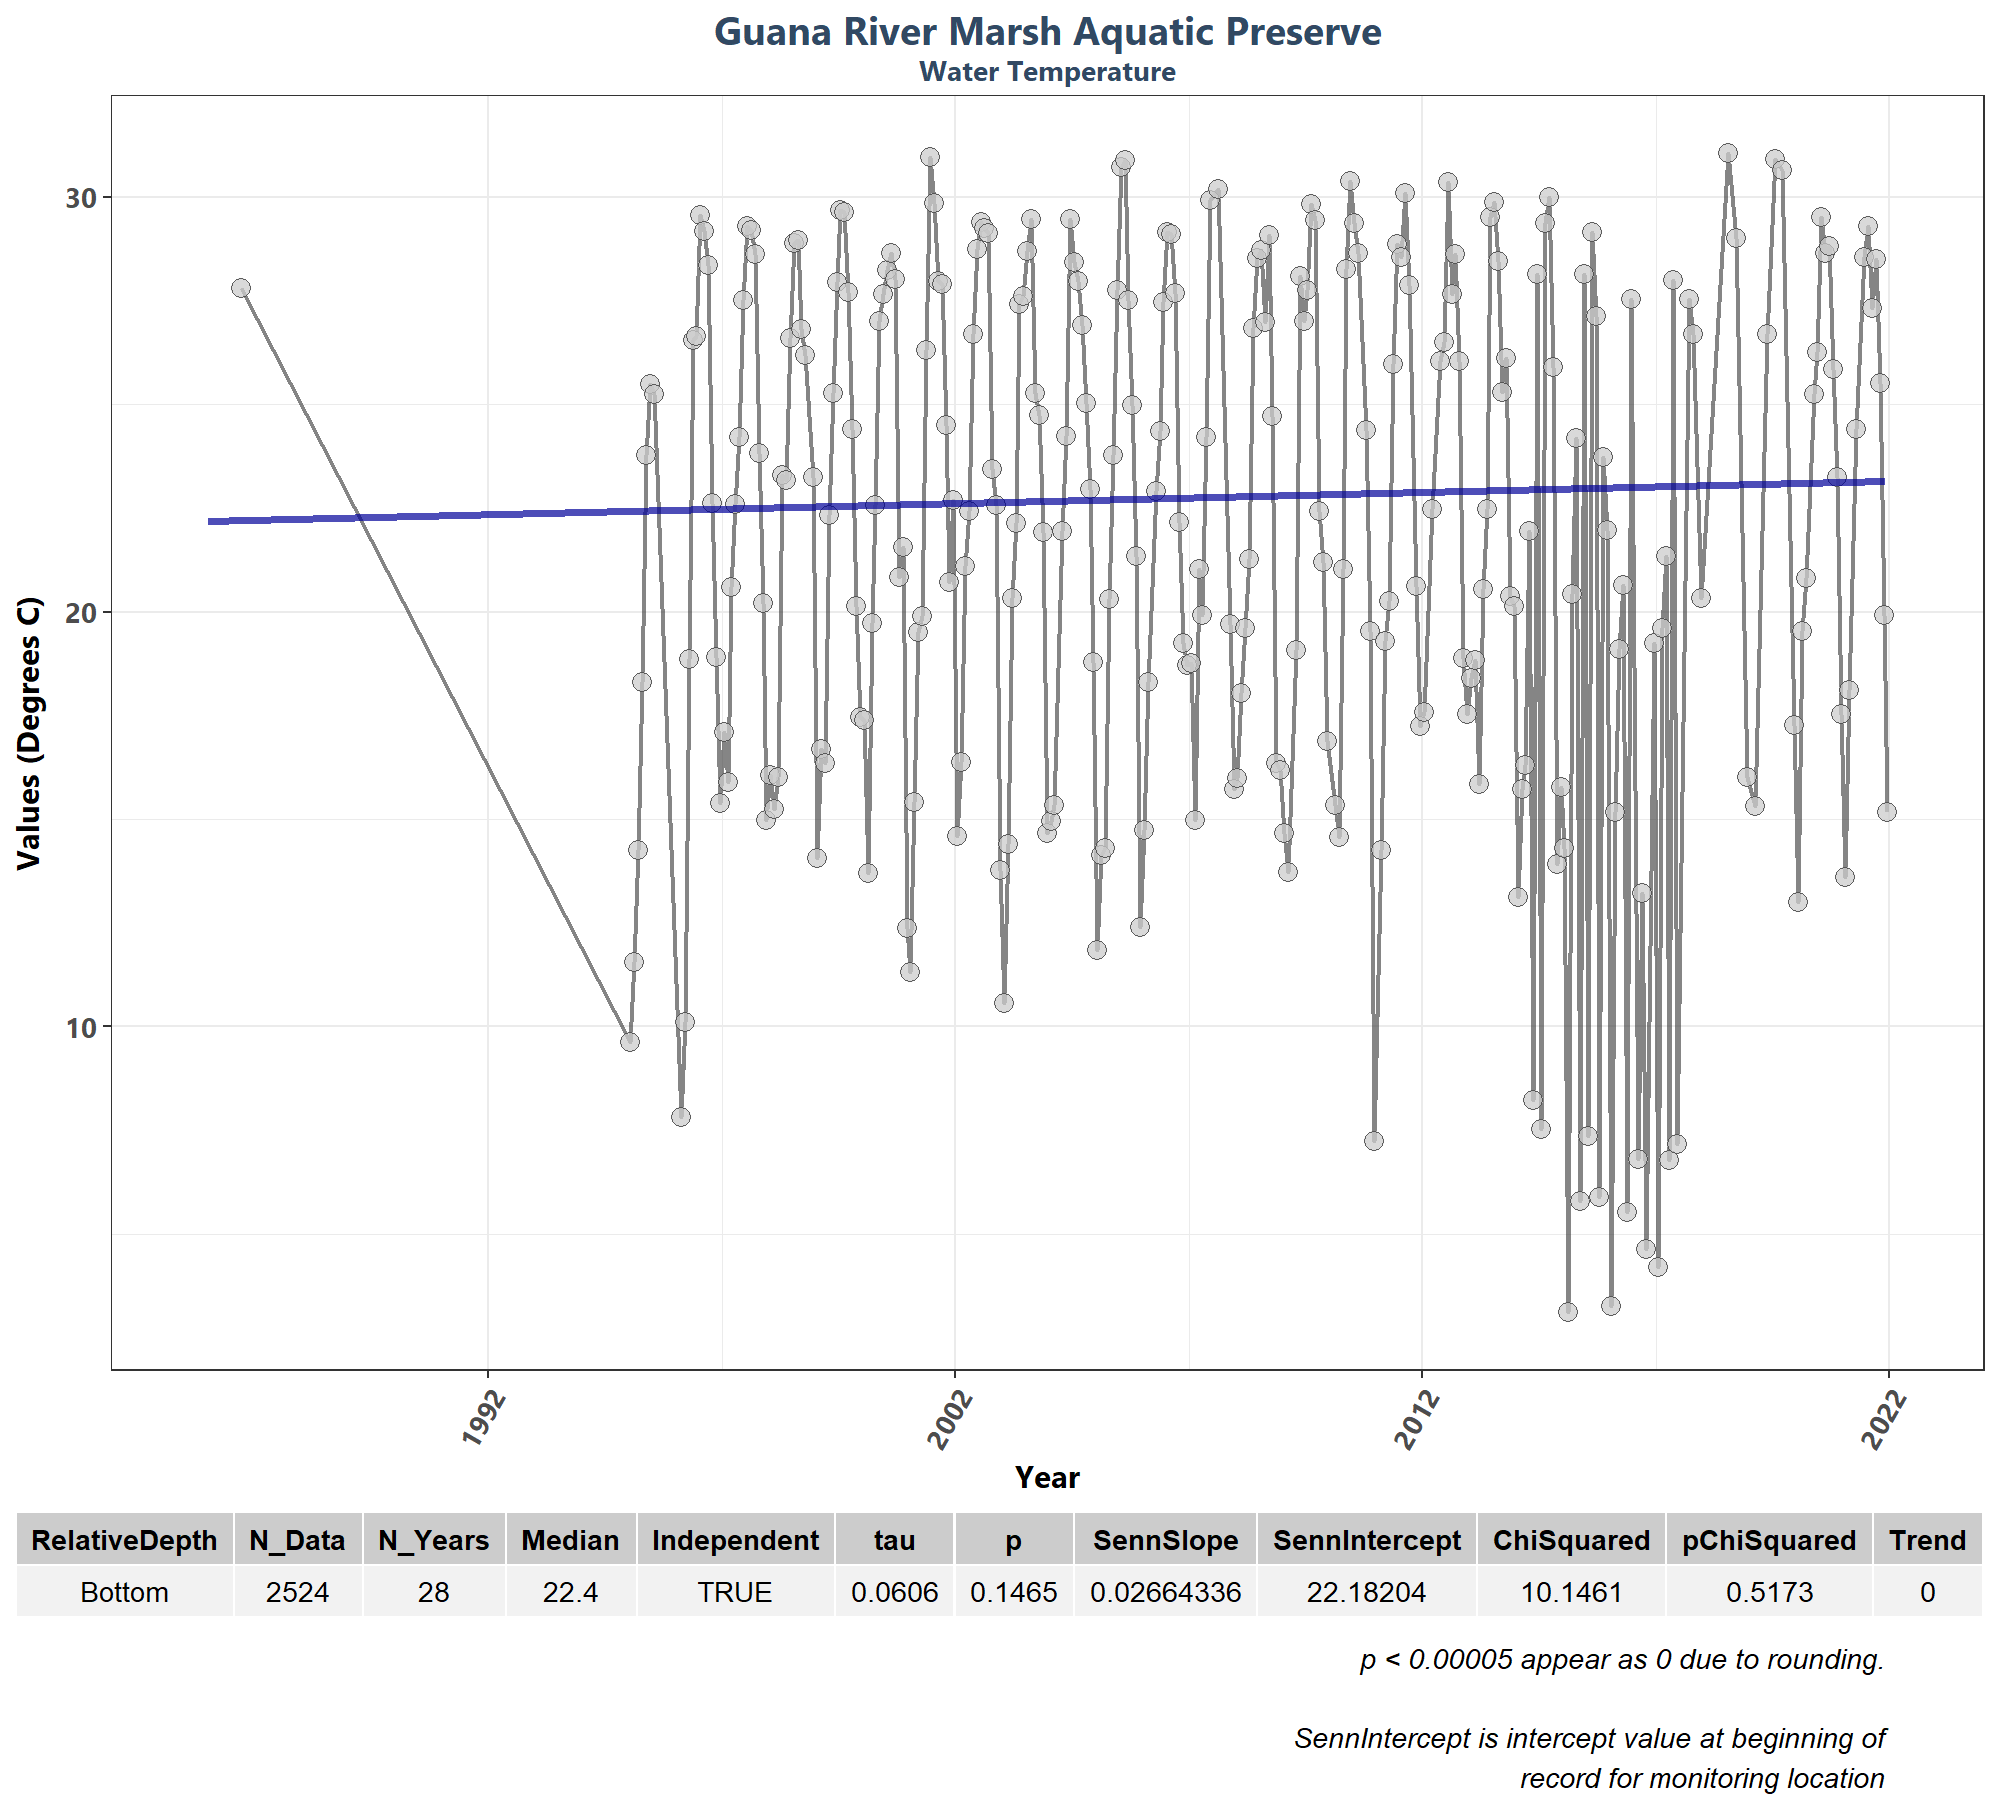 Guana River Marsh Aquatic Preserve
Water Temperature
Values (Degrees C)
30
20
10
1992
2002
2012
2022
Year
RelativeDepth N_Data N_Years Median Independent tau p SennSlope SennIntercept ChiSquared pChiSquared Trend
Bottom 2524 28 22.4 TRUE 0.0606 0.1465 0.02664336 22.18204 10.1461 0.5173 0
p < 0.00005 appear as 0 due to rounding.
SennIntercept is intercept value at beginning of
record for monitoring location